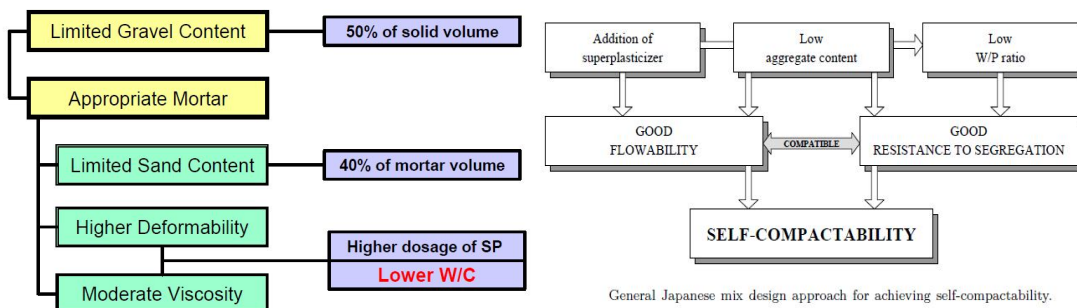 Limited Gravel Content
50% of solid volume
Appropriate Mortar
Limited Sand Content
40% of mortar volume
Higher Deformability
Higher dosage of SP
Lower W/C
Moderate Viscosity
Addition of
superplasticizer
Low
aggregate content
Low
W/P ratio
GOOD
FLOWABILITY
COMPATIBLE
GOOD
RESISTANCE TO SEGREGATION
SELF-COMPACTABILITY
General Japanese mix design approach for achieving self-compactability.